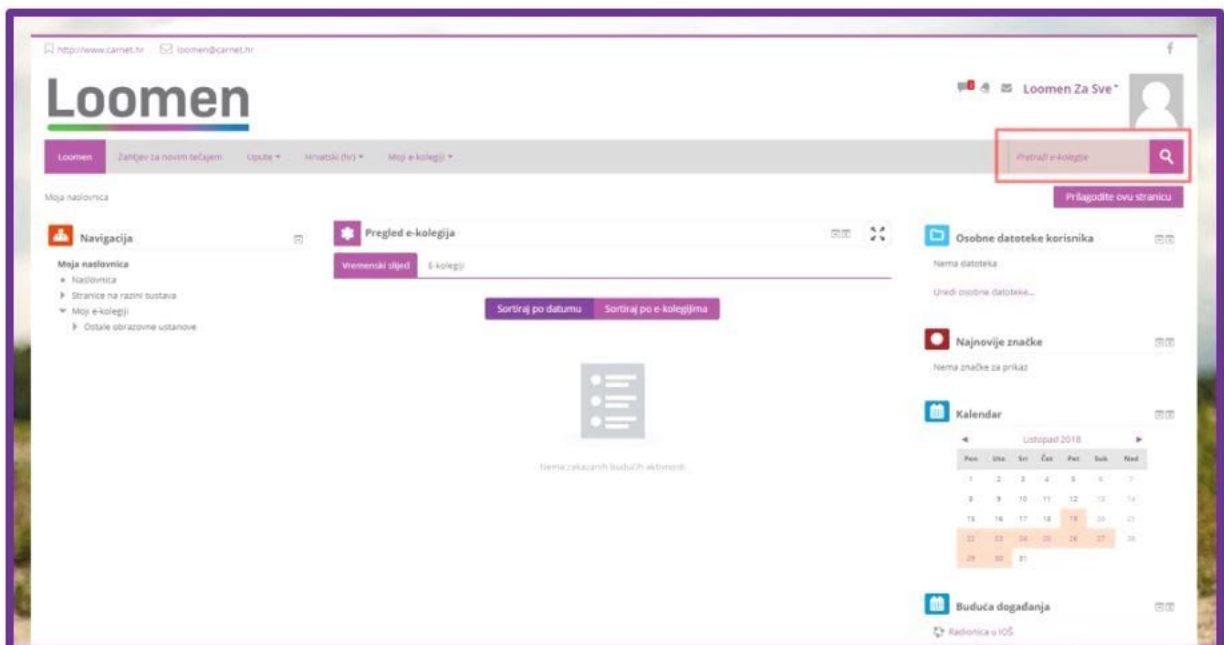 http://www.carnet.hr loomen@carnet.hr
Loomen
Loomen Za Sve
Loomen Zahtjev za novim tečajem Upute Hrvatski (hr) Moji e-kolegiji
Pretraži e-kolegije
Moja naslovnica
Prilagodite ovu stranicu
Navigacija
Moja naslovnica
Naslovnica
Stranice na razini sustava
Moji e-kolegiji
Ostale obrazovne ustanove
Pregled e-kolegija
Vremenski slijed E-kolegiji
Sortiraj po datumu Sortiraj po e-kolegijima
Nema zakazanih budućih aktivnosti
Osobne datoteke korisnika
Nema datoteka
Uredi osobne datoteke...
Najnovije značke
Nema značke za prikaz
Kalendar
Listopad 2018
Pon Uto Sri Čet Pet Sub Ned
1 2 3 4 5 6 7
8 9 10 11 12 13 14
15 16 17 18 19 20 21
22 23 24 25 26 27 28
29 30 31
Buduća događanja
Radionica u IOŠ